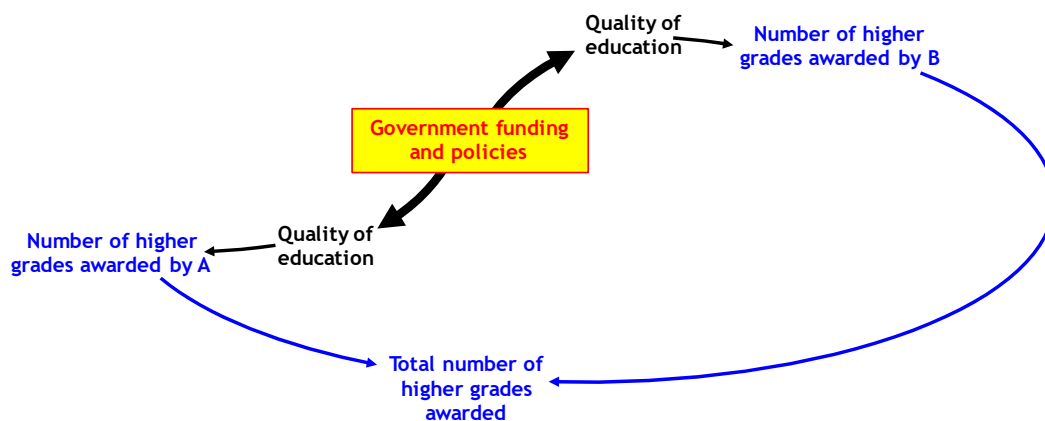 Quality of
education
Number of higher
grades awarded by B
Government funding
and policies
Quality of
education
Number of higher
grades awarded by A
Total number of
higher grades
awarded